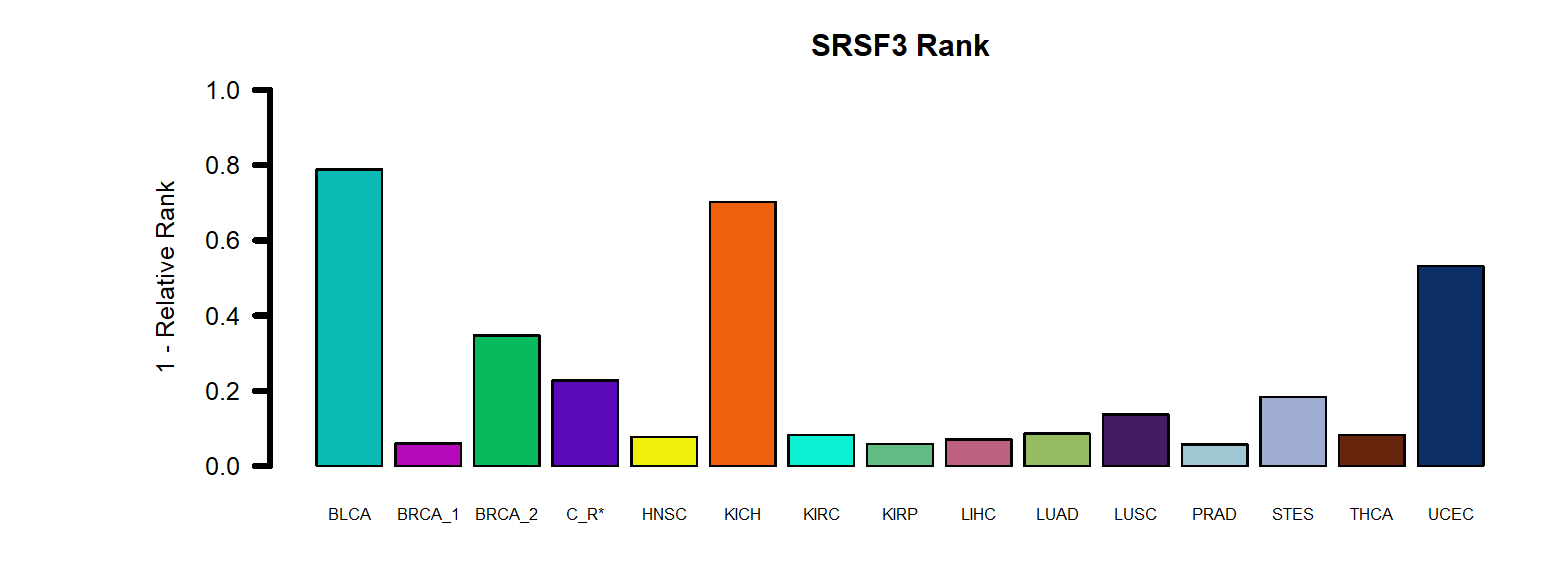 SRSF3 Rank
1 - Relative Rank
1.0
0.8
0.6
0.4
0.2
0.0
BLCA BRCA_1 BRCA_2 C_R* HNSC KICH KIRC KIRP LIHC LUAD LUSC PRAD STES THCA UCEC